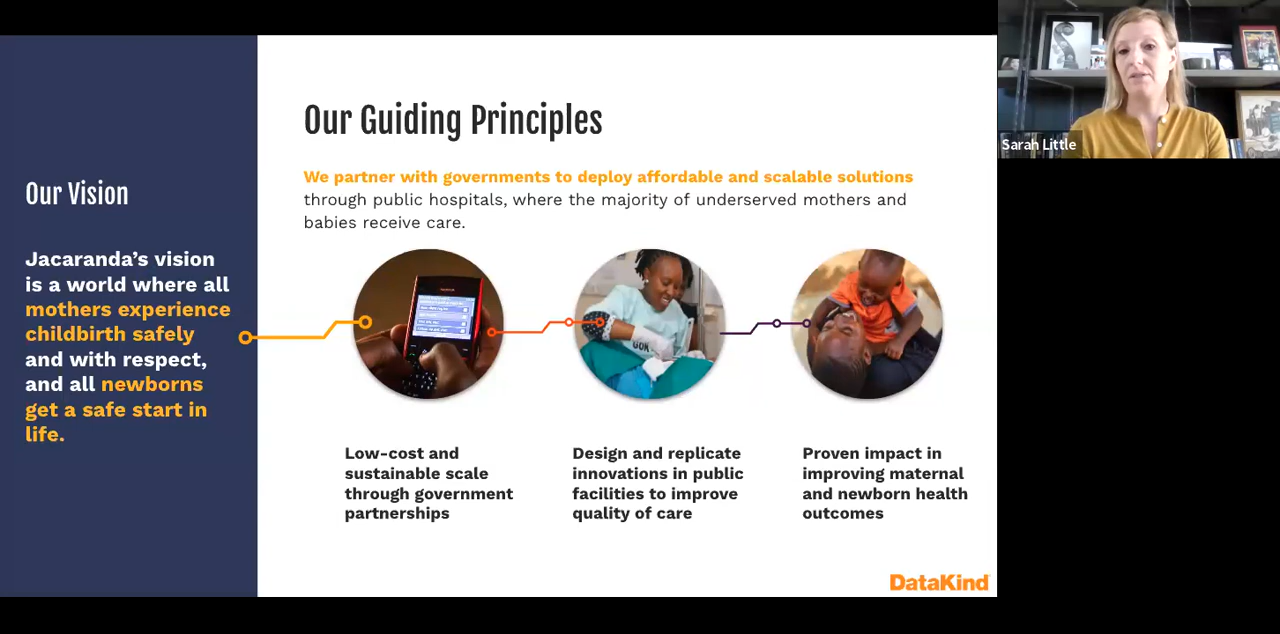 Our Vision
Jacaranda's vision
is a world where all
mothers experience
childbirth safely
and with respect,
and all newborns
get a safe start in
life.
Our Guiding Principles
We partner with governments to deploy affordable and scalable solutions
through public hospitals, where the majority of underserved mothers and
babies receive care.
Low-cost and
sustainable scale
through government
partnerships
Design and replicate
innovations in public
facilities to improve
quality of care
Proven impact in
improving maternal
and newborn health
outcomes
DataKind
Sarah Little